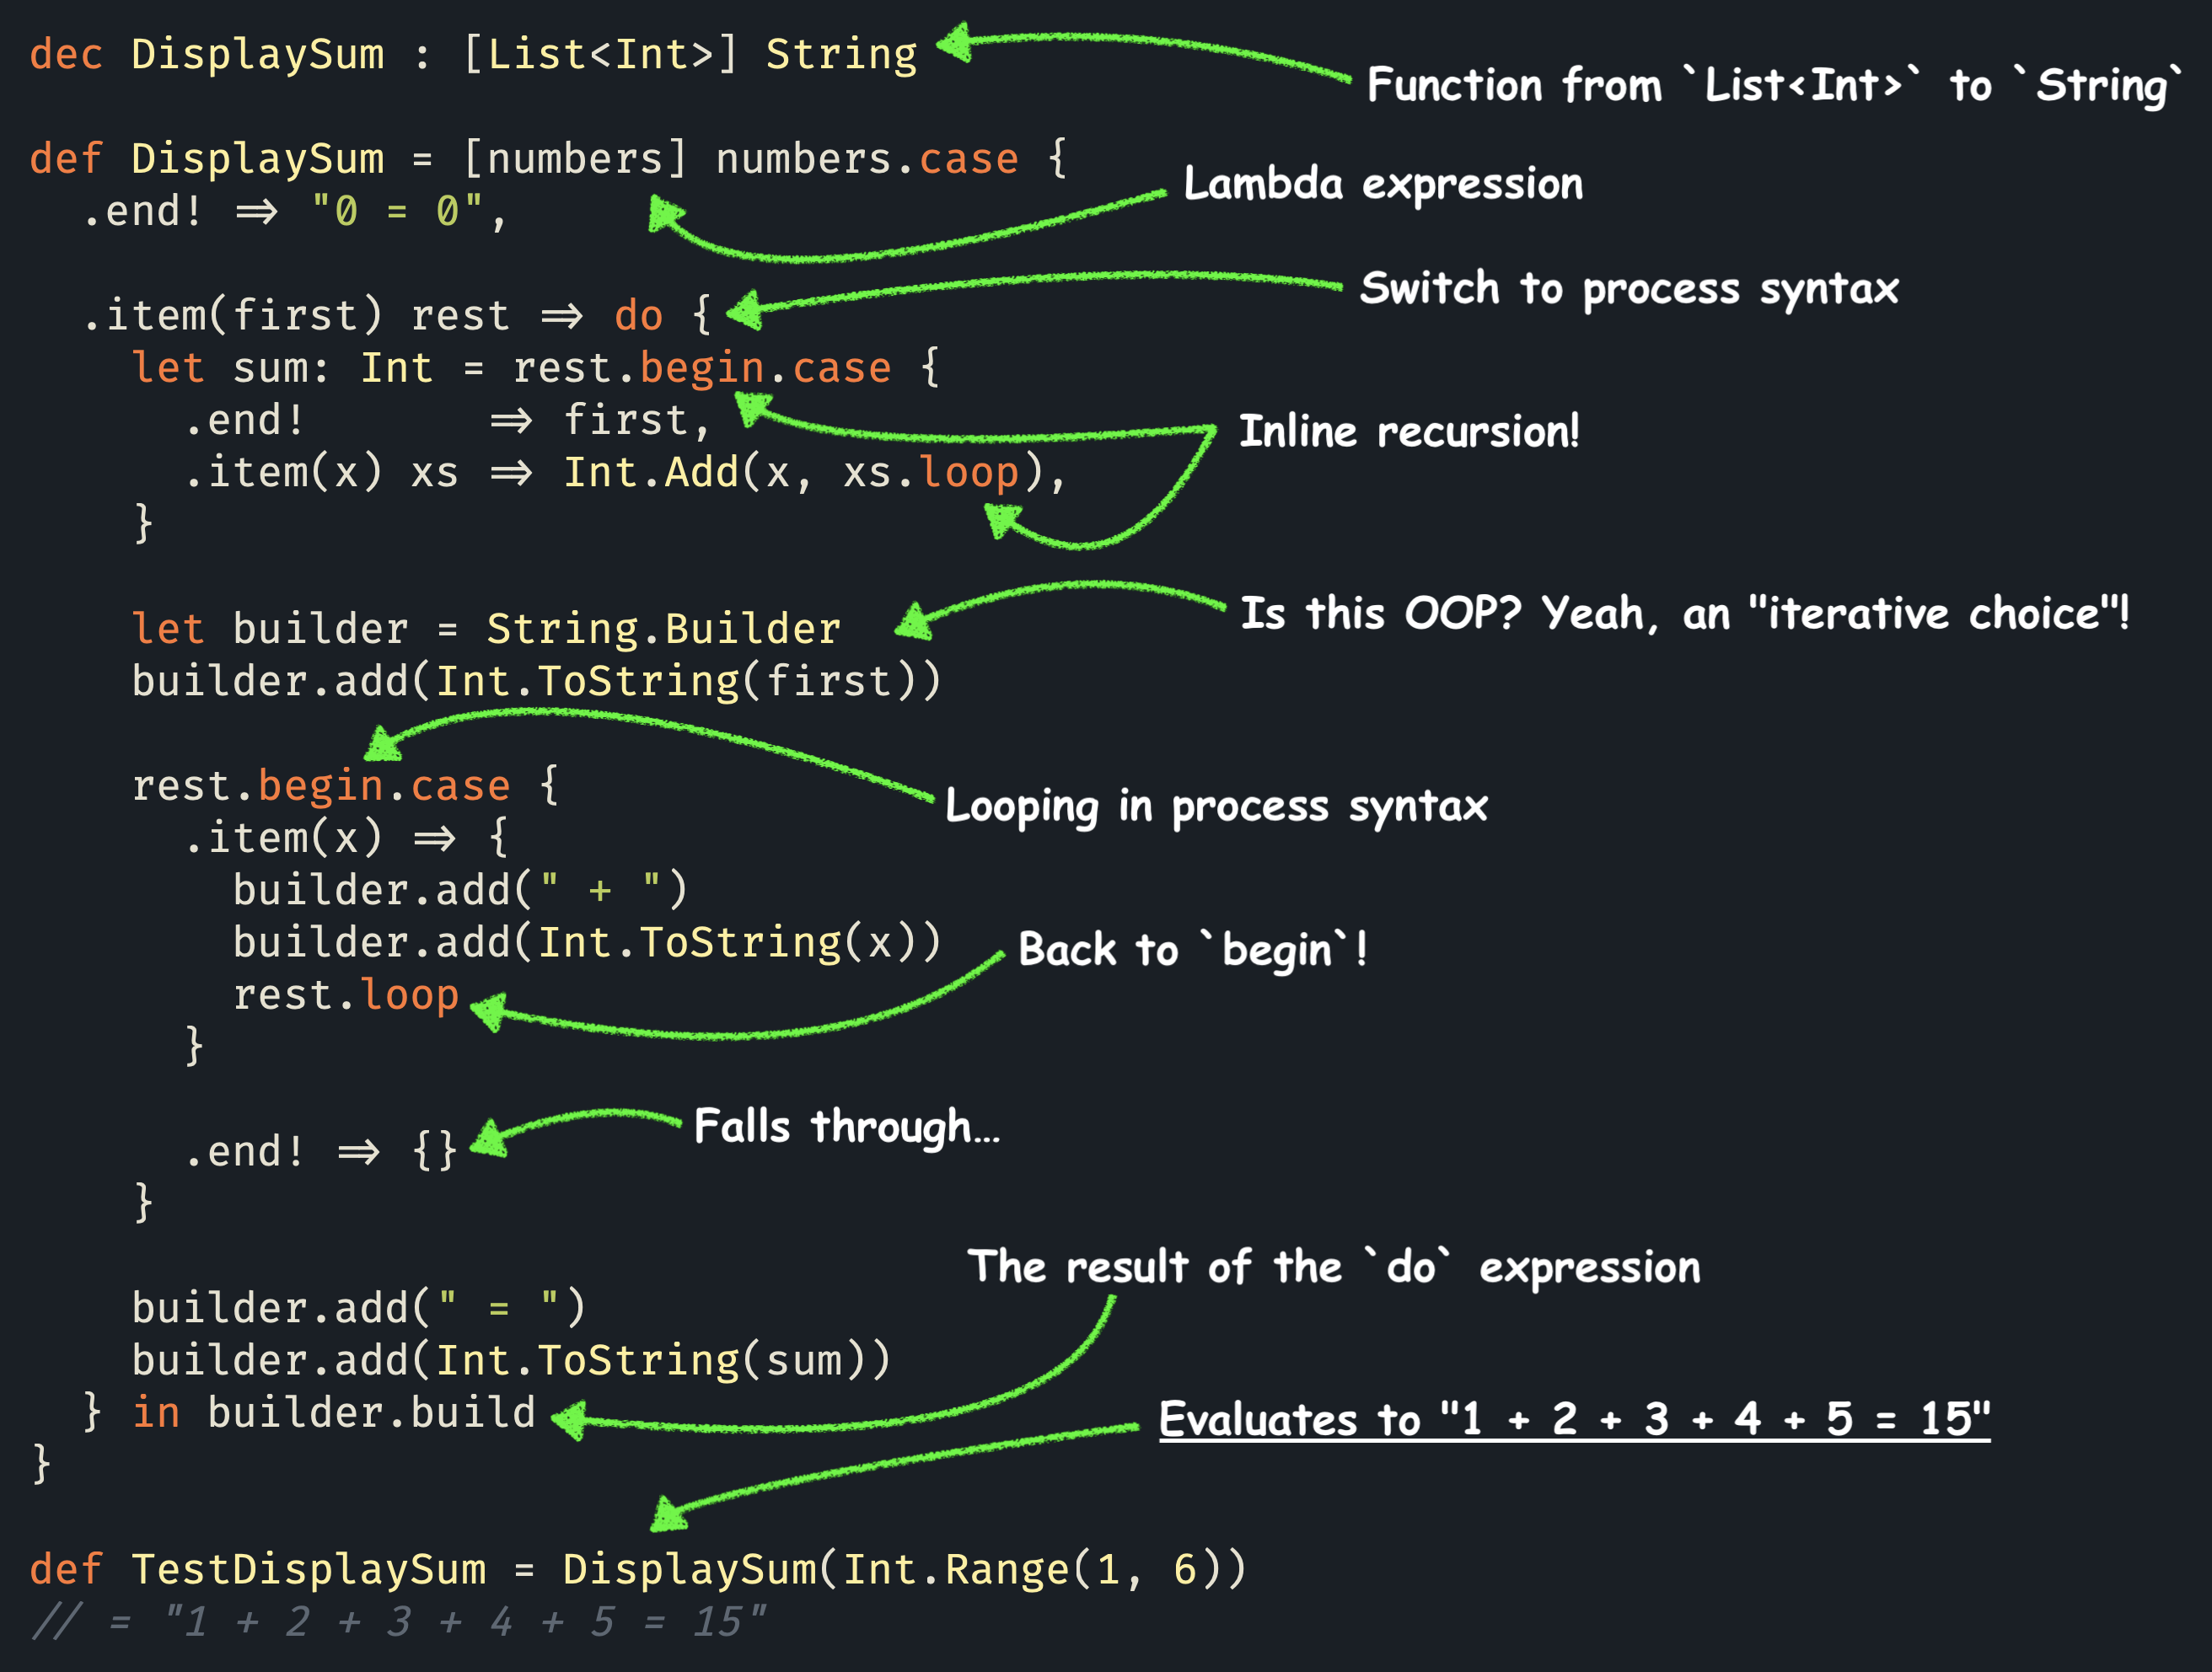 dec DisplaySum : [List<Int>] String
Function from `List<Int>` to `String`
def DisplaySum = [numbers] numbers.case {
Lambda expression
  .end! => "0 = 0",
Switch to process syntax
  .item(first) rest => do {
    let sum: Int = rest.begin.case {
      .end!       => first,
Inline recursion!
      .item(x) xs => Int.Add(x, xs.loop),
    }
Is this OOP? Yeah, an "iterative choice"!
    let builder = String.Builder
    builder.add(Int.ToString(first))
    rest.begin.case {
Looping in process syntax
      .item(x) => {
        builder.add(" + ")
        builder.add(Int.ToString(x))
Back to `begin`!
        rest.loop
      }
Falls through...
      .end! => {}
    }
The result of the `do` expression
    builder.add(" = ")
    builder.add(Int.ToString(sum))
  } in builder.build
Evaluates to "1 + 2 + 3 + 4 + 5 = 15"
}
def TestDisplaySum = DisplaySum(Int.Range(1, 6))
// = "1 + 2 + 3 + 4 + 5 = 15"